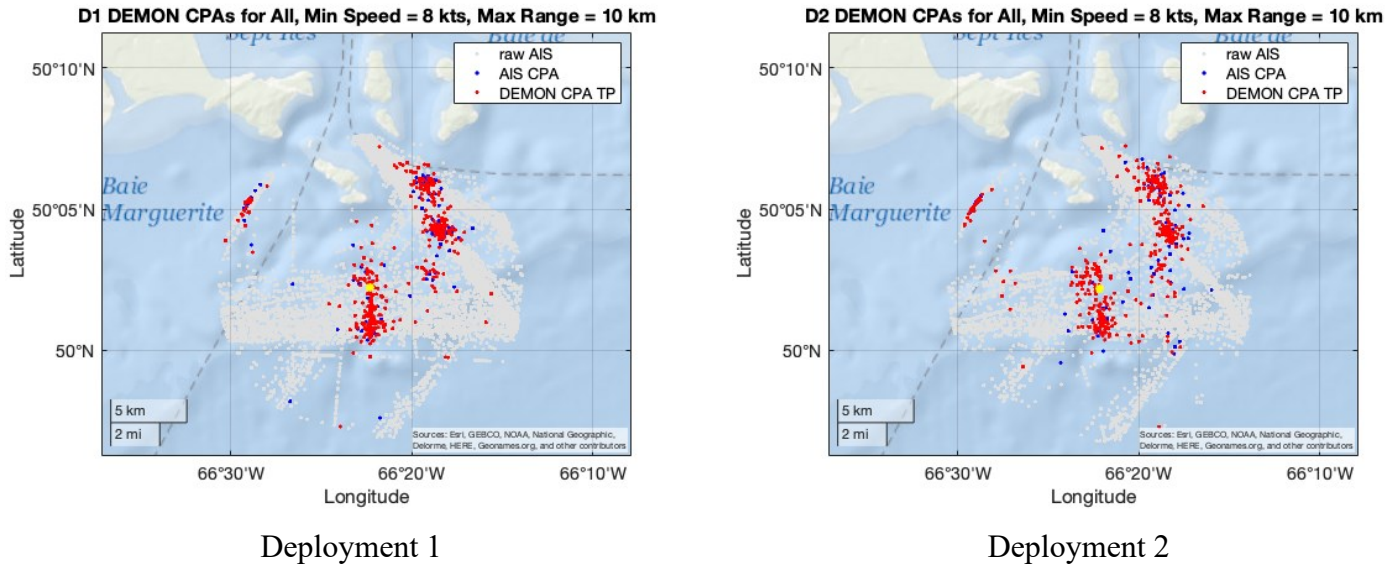 D1 DEMON CPAs for All, Min Speed = 8 kts, Max Range = 10 km
Sept-Îles
Baie de
raw AIS
AIS CPA
DEMON CPA TP
50°10'N
Baie
Marguerite
50°05'N
Latitude
50°N
5 km
2 mi
Sources: Esri, GEBCO, NOAA, National Geographic,
Delorme, HERE, Geonames.org, and other contributors
66°30'W
66°20'W
66°10'W
Longitude
Deployment 1
D2 DEMON CPAs for All, Min Speed = 8 kts, Max Range = 10 km
Sept-Îles
Baie de
raw AIS
AIS CPA
DEMON CPA TP
50°10'N
Baie
Marguerite
50°05'N
Latitude
50°N
5 km
2 mi
Sources: Esri, GEBCO, NOAA, National Geographic,
Delorme, HERE, Geonames.org, and other contributors
66°30'W
66°20'W
66°10'W
Longitude
Deployment 2